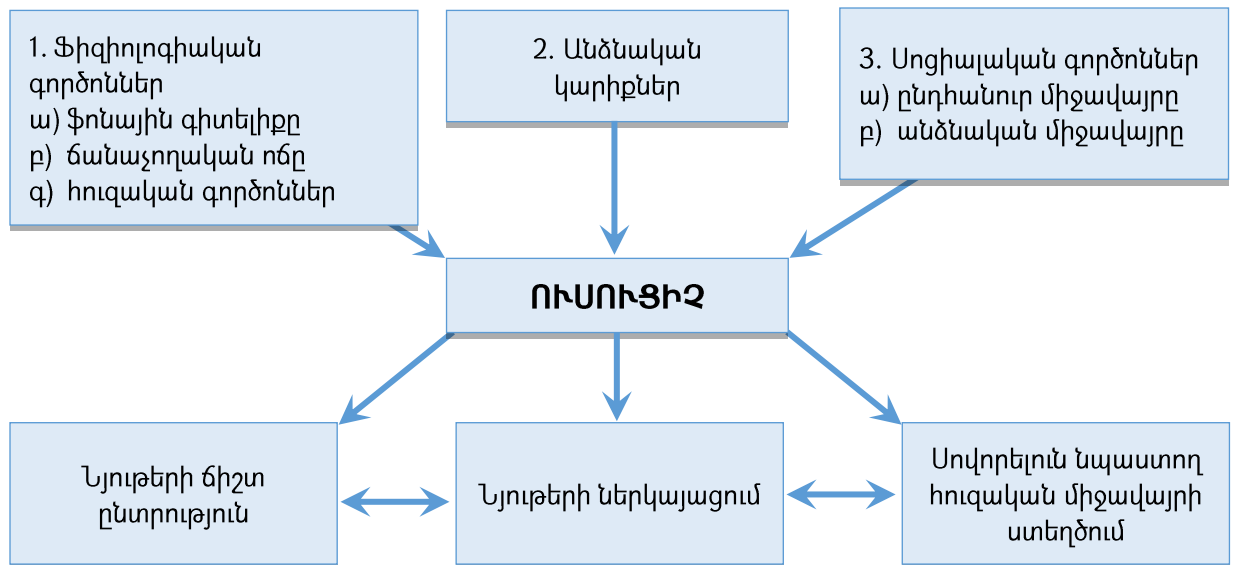 1. Ֆիզիոլոգիական
գործոններ
ա) ֆոնային գիտելիքը
բ) ճանաչողական ոճը
գ) հուզական գործոններ
2. Անձնական
կարիքներ
3. Սոցիալական գործոններ
ա) ընդհանուր միջավայրը
բ) անձնական միջավայրը
ՈՒՍՈՒՑԻՉ
Նյութերի ճիշտ
ընտրություն
Նյութերի ներկայացում
Սովորելուն նպաստող
հուզական միջավայրի
ստեղծում